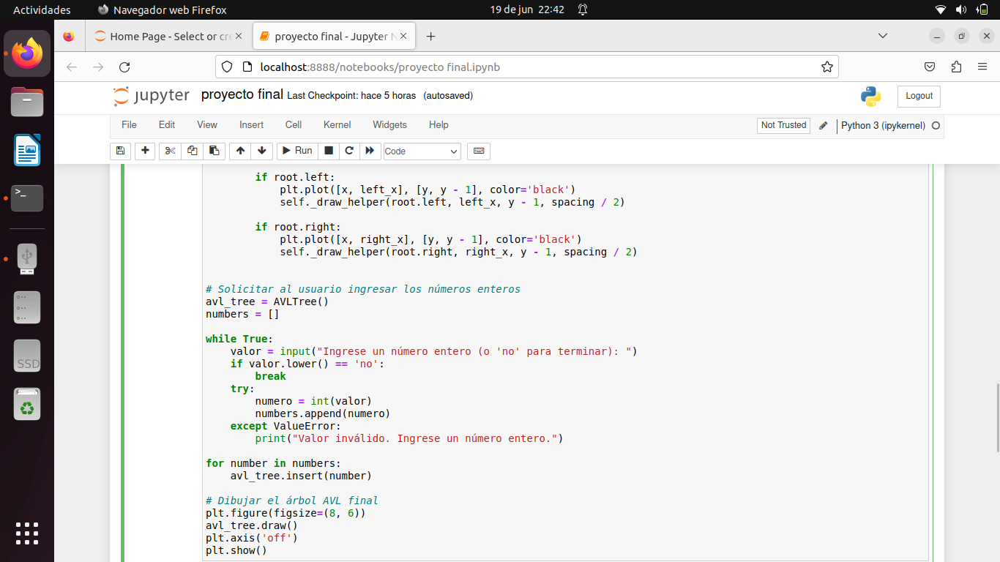 Actividades
Navegador web Firefox
19 de jun 22:42
Home Page - Select or cre
proyecto final - Jupyter N
localhost:8888/notebooks/proyecto final.ipynb
jupyter proyecto final Last Checkpoint: hace 5 horas (autosaved)
Logout
File Edit View Insert Cell Kernel Widgets Help
Not Trusted
Python 3 (ipykernel)
Run
Code
if root.left:
plt.plot([x, left_x], [y, y - 1], color='black')
self._draw_helper(root.left, left_x, y - 1, spacing / 2)
if root.right:
plt.plot([x, right_x], [y, y - 1], color='black')
self._draw_helper(root.right, right_x, y - 1, spacing / 2)
# Solicitar al usuario ingresar los números enteros
avl_tree = AVLTree()
numbers = []
while True:
valor = input("Ingrese un número entero (o 'no' para terminar): ")
if valor.lower() == 'no':
break
try:
numero = int(valor)
numbers.append(numero)
except ValueError:
print("Valor inválido. Ingrese un número entero.")
for number in numbers:
avl_tree.insert(number)
# Dibujar el árbol AVL final
plt.figure(figsize=(8, 6))
avl_tree.draw()
plt.axis('off')
plt.show()
>_
SSD